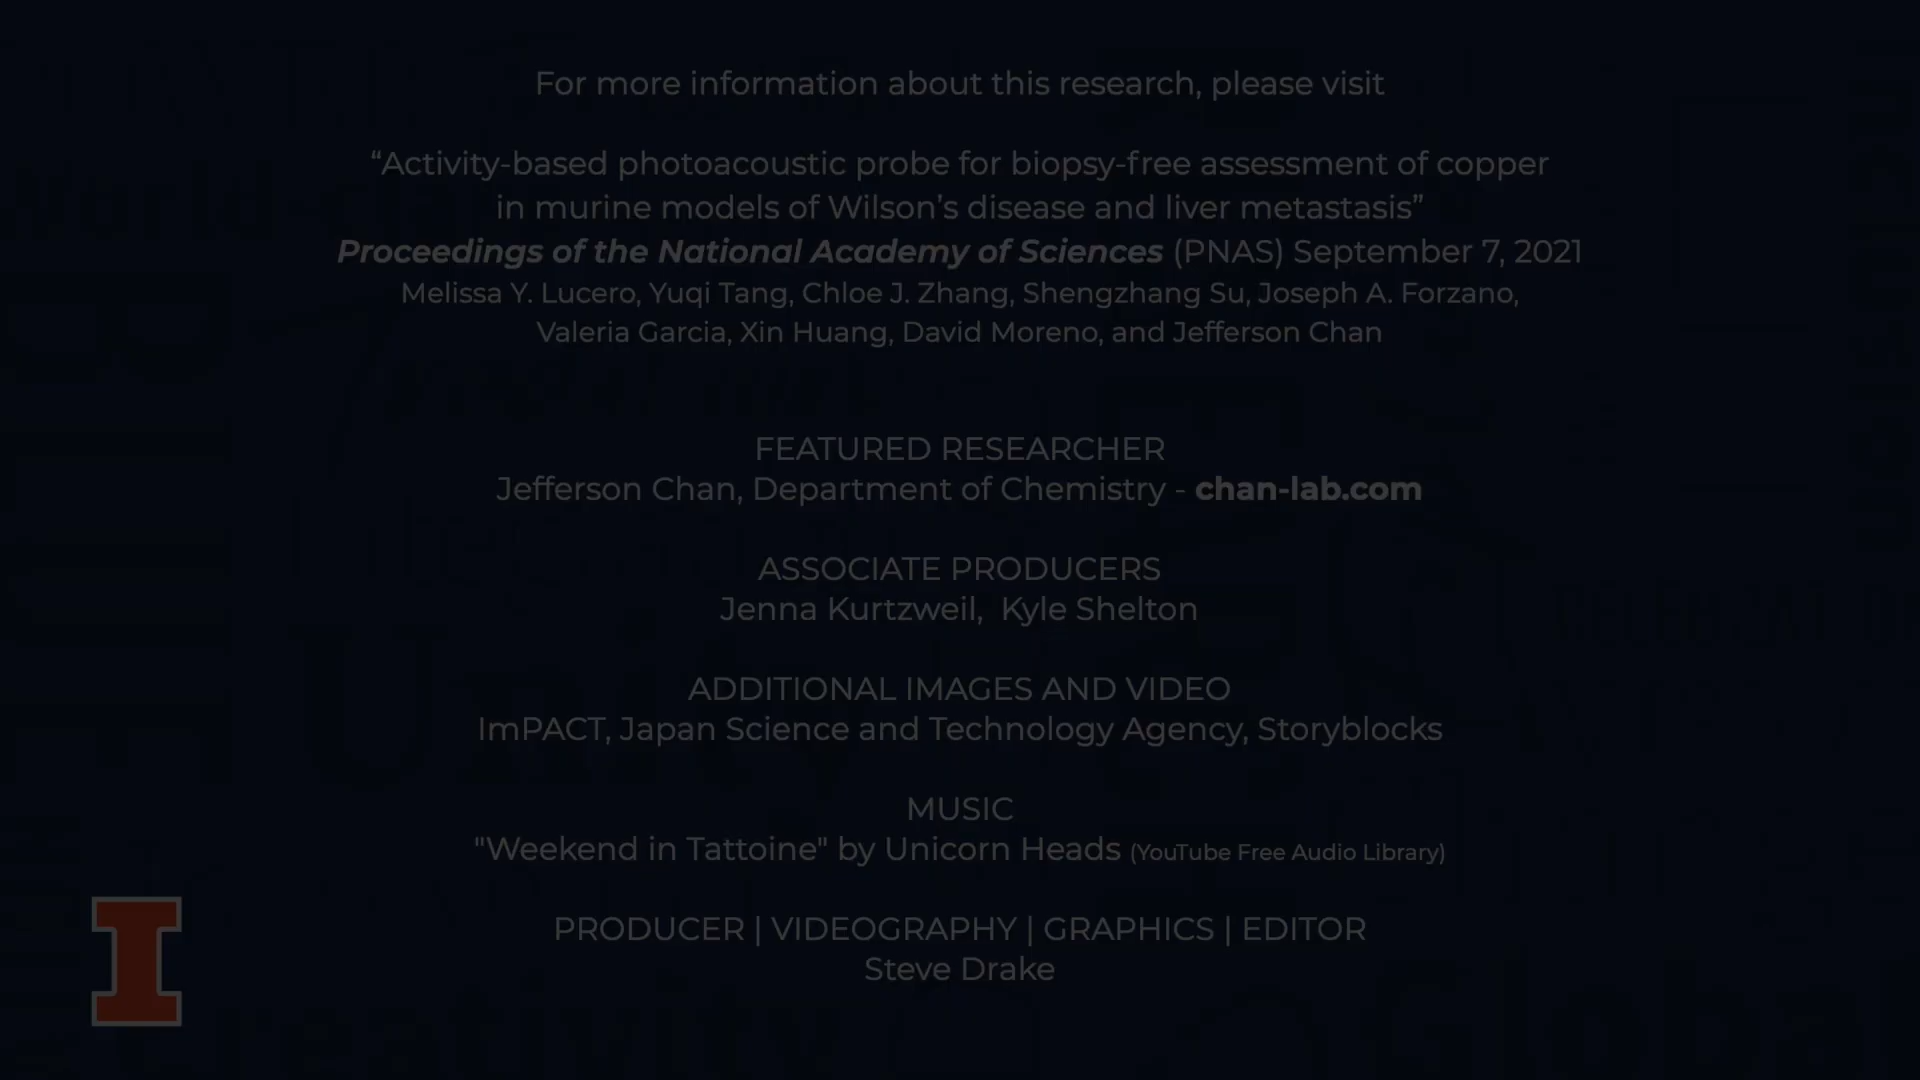 For more information about this research, please visit
“Activity-based photoacoustic probe for biopsy-free assessment of copper
in murine models of Wilson’s disease and liver metastasis”
Proceedings of the National Academy of Sciences (PNAS) September 7, 2021
Melissa Y. Lucero, Yuqi Tang, Chloe J. Zhang, Shengzhang Su, Joseph A. Forzano,
Valeria Garcia, Xin Huang, David Moreno, and Jefferson Chan
FEATURED RESEARCHER
Jefferson Chan, Department of Chemistry - chan-lab.com
ASSOCIATE PRODUCERS
Jenna Kurtzweil,  Kyle Shelton
ADDITIONAL IMAGES AND VIDEO
ImPACT, Japan Science and Technology Agency, Storyblocks
MUSIC
"Weekend in Tattoine" by Unicorn Heads (YouTube Free Audio Library)
I
PRODUCER | VIDEOGRAPHY | GRAPHICS | EDITOR
Steve Drake